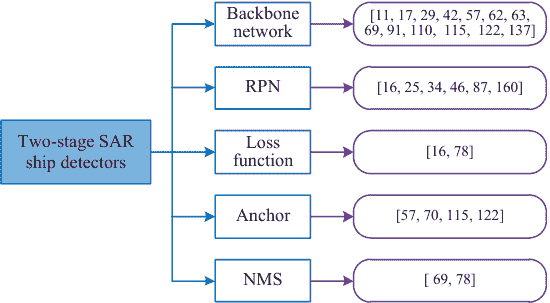 Two-stage SAR
ship detectors
Backbone
network
[11, 17, 29, 42, 57, 62, 63,
69, 91, 110, 115, 122, 137]
RPN
[16, 25, 34, 46, 87, 160]
Loss
function
[16, 78]
Anchor
[57, 70, 115, 122]
NMS
[ 69, 78]